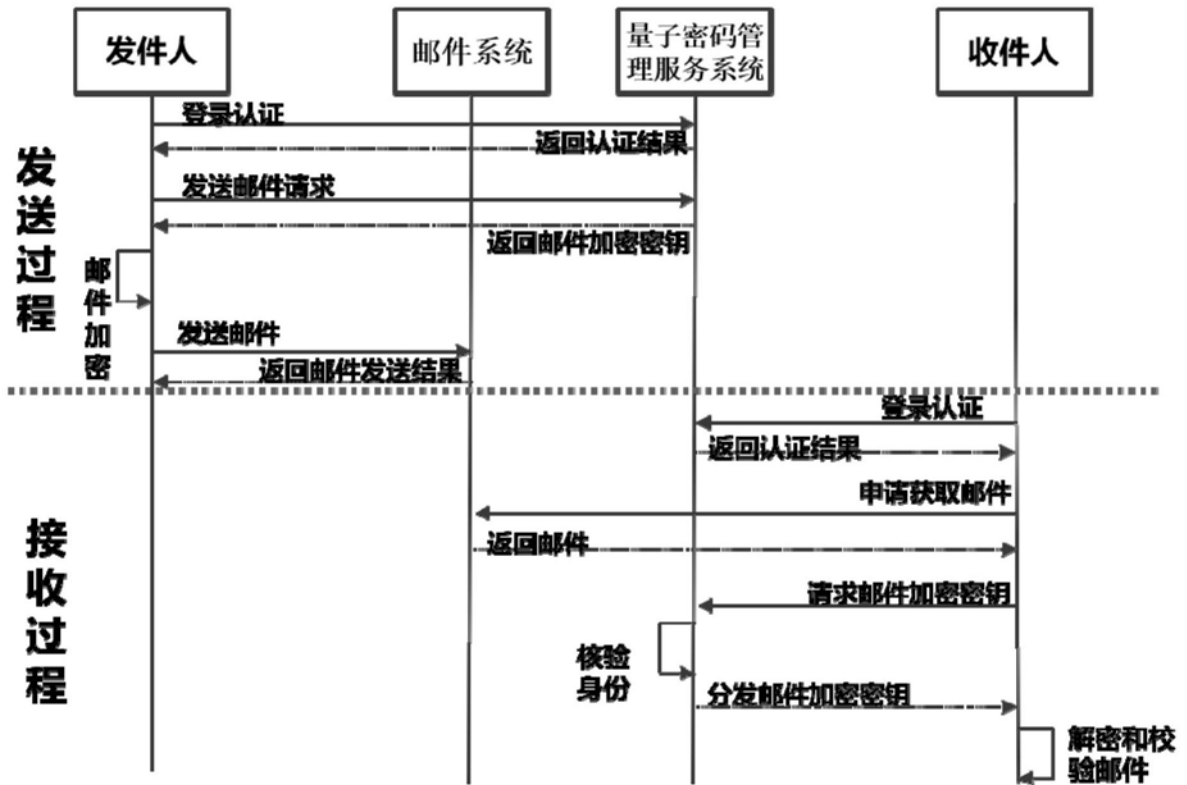 发件人
邮件系统
量子密码管
理服务系统
收件人
发送过程
登录认证
返回认证结果
发送邮件请求
返回邮件加密密钥
邮件加密
发送邮件
返回邮件发送结果
接收过程
登录认证
返回认证结果
申请获取邮件
返回邮件
请求邮件加密密钥
核验
身份
分发邮件加密密钥
解密和校
验邮件